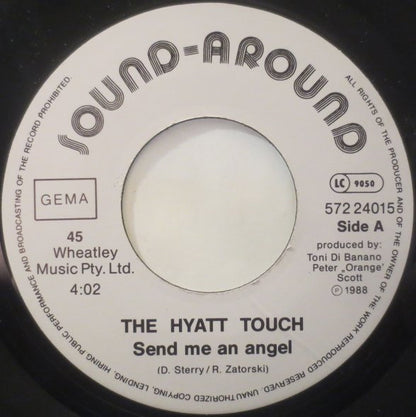 SOUND-AROUND
ALL RIGHTS OF THE PRODUCER AND OF THE OWNER OF THE WORK REPRODUCED RESERVED. UNAUTHORIZED COPYING, LENDING, HIRING PUBLIC PERFORMANCE AND BROADCASTING OF THE RECORD PROHIBITED.
GEMA
45
Wheatley
Music Pty. Ltd.
4:02
LC 9050
572 24015
Side A
produced by:
Toni Di Banano
Peter „Orange"
Scott
Ⓟ 1988
THE HYATT TOUCH
Send me an angel
(D. Sterry / R. Zatorski)